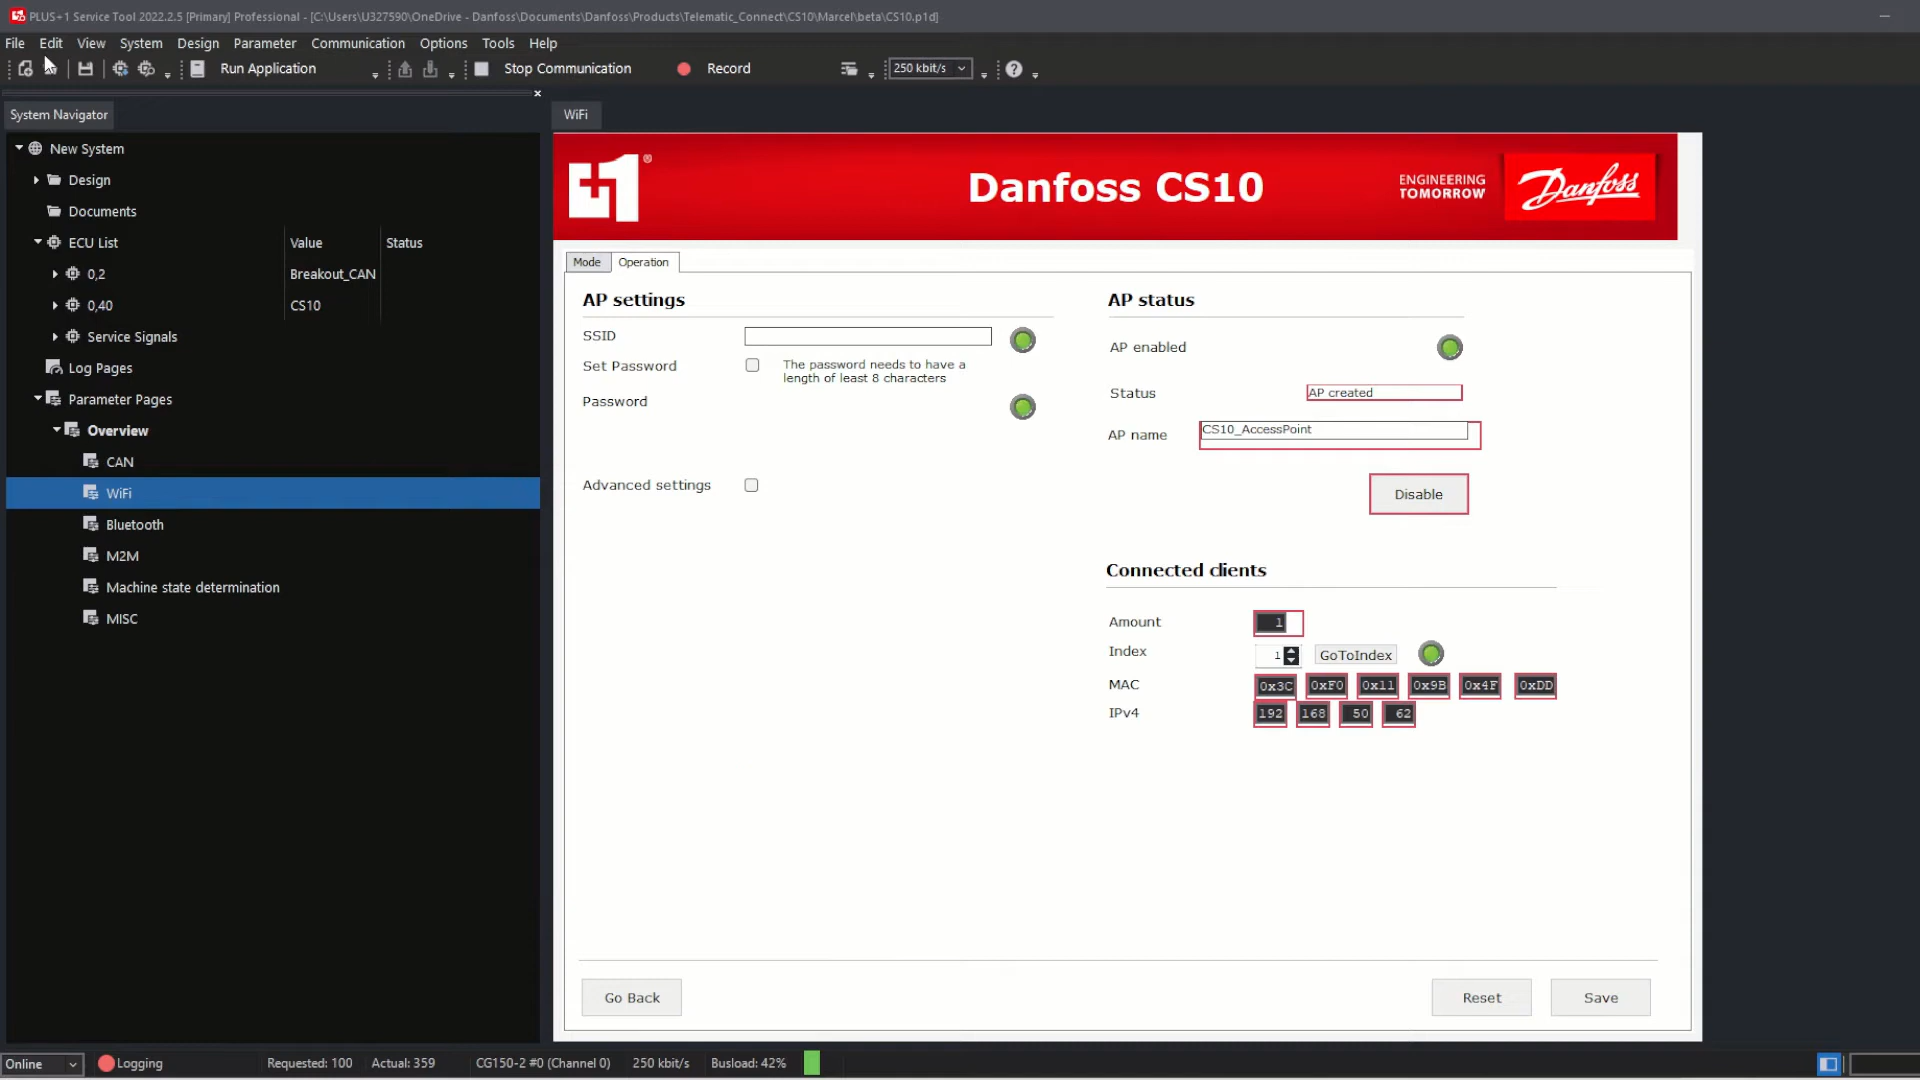 PLUS+1 Service Tool 2022.2.5 [Primary] Professional - [C:\Users\U327590\OneDrive - Danfoss\Documents\Danfoss\Products\Telematic_Connect\CS10\Marcel\beta\CS10.p1d]
File Edit View System Design Parameter Communication Options Tools Help
Run Application Stop Communication Record 250 kbit/s
System Navigator
New System
Design
Documents
ECU List Value Status
0,2 Breakout_CAN
0,40 CS10
Service Signals
Log Pages
Parameter Pages
Overview
CAN
WiFi
Bluetooth
M2M
Machine state determination
MISC
WiFi
+1 ®
Danfoss CS10
ENGINEERING
TOMORROW
Danfoss
Mode Operation
AP settings
SSID
Set Password
The password needs to have a
length of least 8 characters
Password
Advanced settings
AP status
AP enabled
Status AP created
AP name CS10_AccessPoint
Disable
Connected clients
Amount 1
Index 1 GoToIndex
MAC 0x3C 0xF0 0x11 0x9B 0x4F 0xDD
IPv4 192 168 50 62
Go Back Reset Save
Online Logging Requested: 100 Actual: 359 CG150-2 #0 (Channel 0) 250 kbit/s Busload: 42%